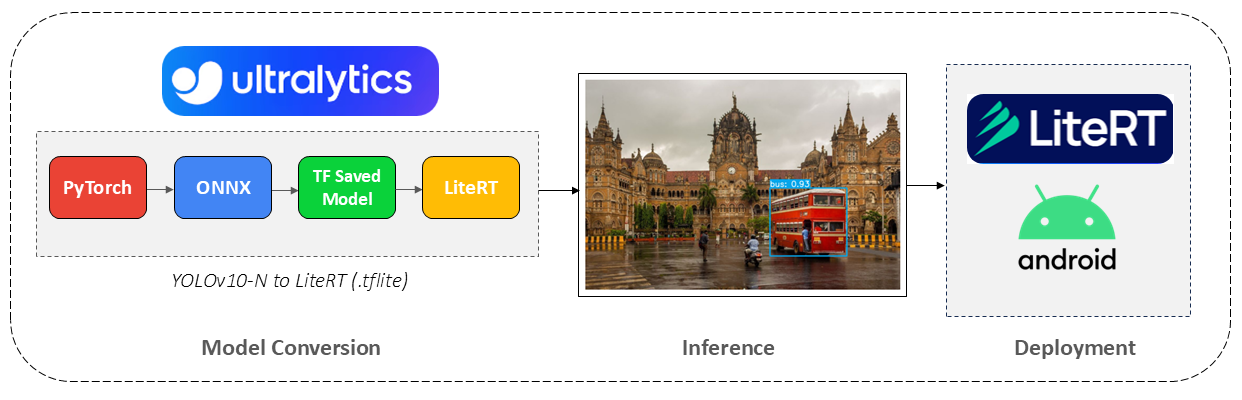 ultralytics
PyTorch
ONNX
TF Saved
Model
LiteRT
YOLOv10-N to LiteRT (.tflite)
Model Conversion
bus: 0.93
Inference
LiteRT
android
Deployment